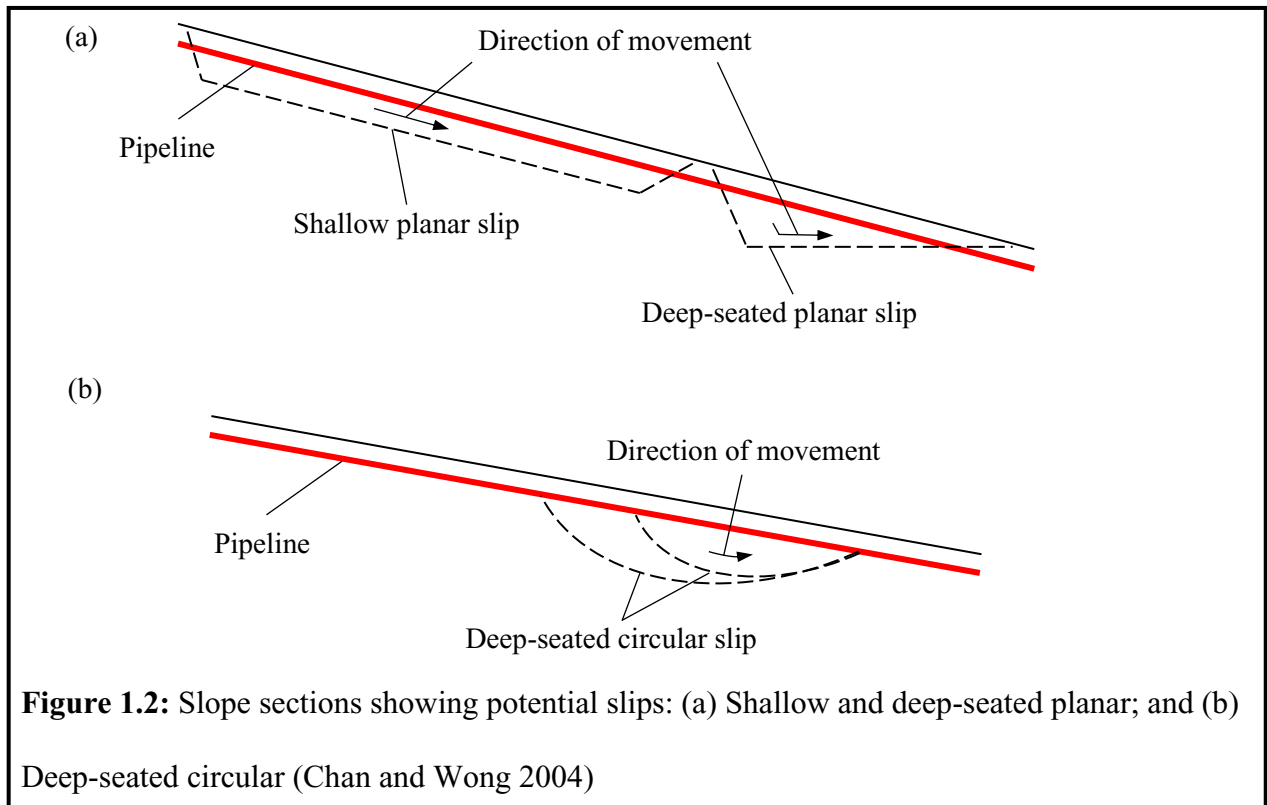 (a)
Direction of movement
Pipeline
Shallow planar slip
Deep-seated planar slip
(b)
Direction of movement
Pipeline
Deep-seated circular slip
Figure 1.2: Slope sections showing potential slips: (a) Shallow and deep-seated planar; and (b)
Deep-seated circular (Chan and Wong 2004)